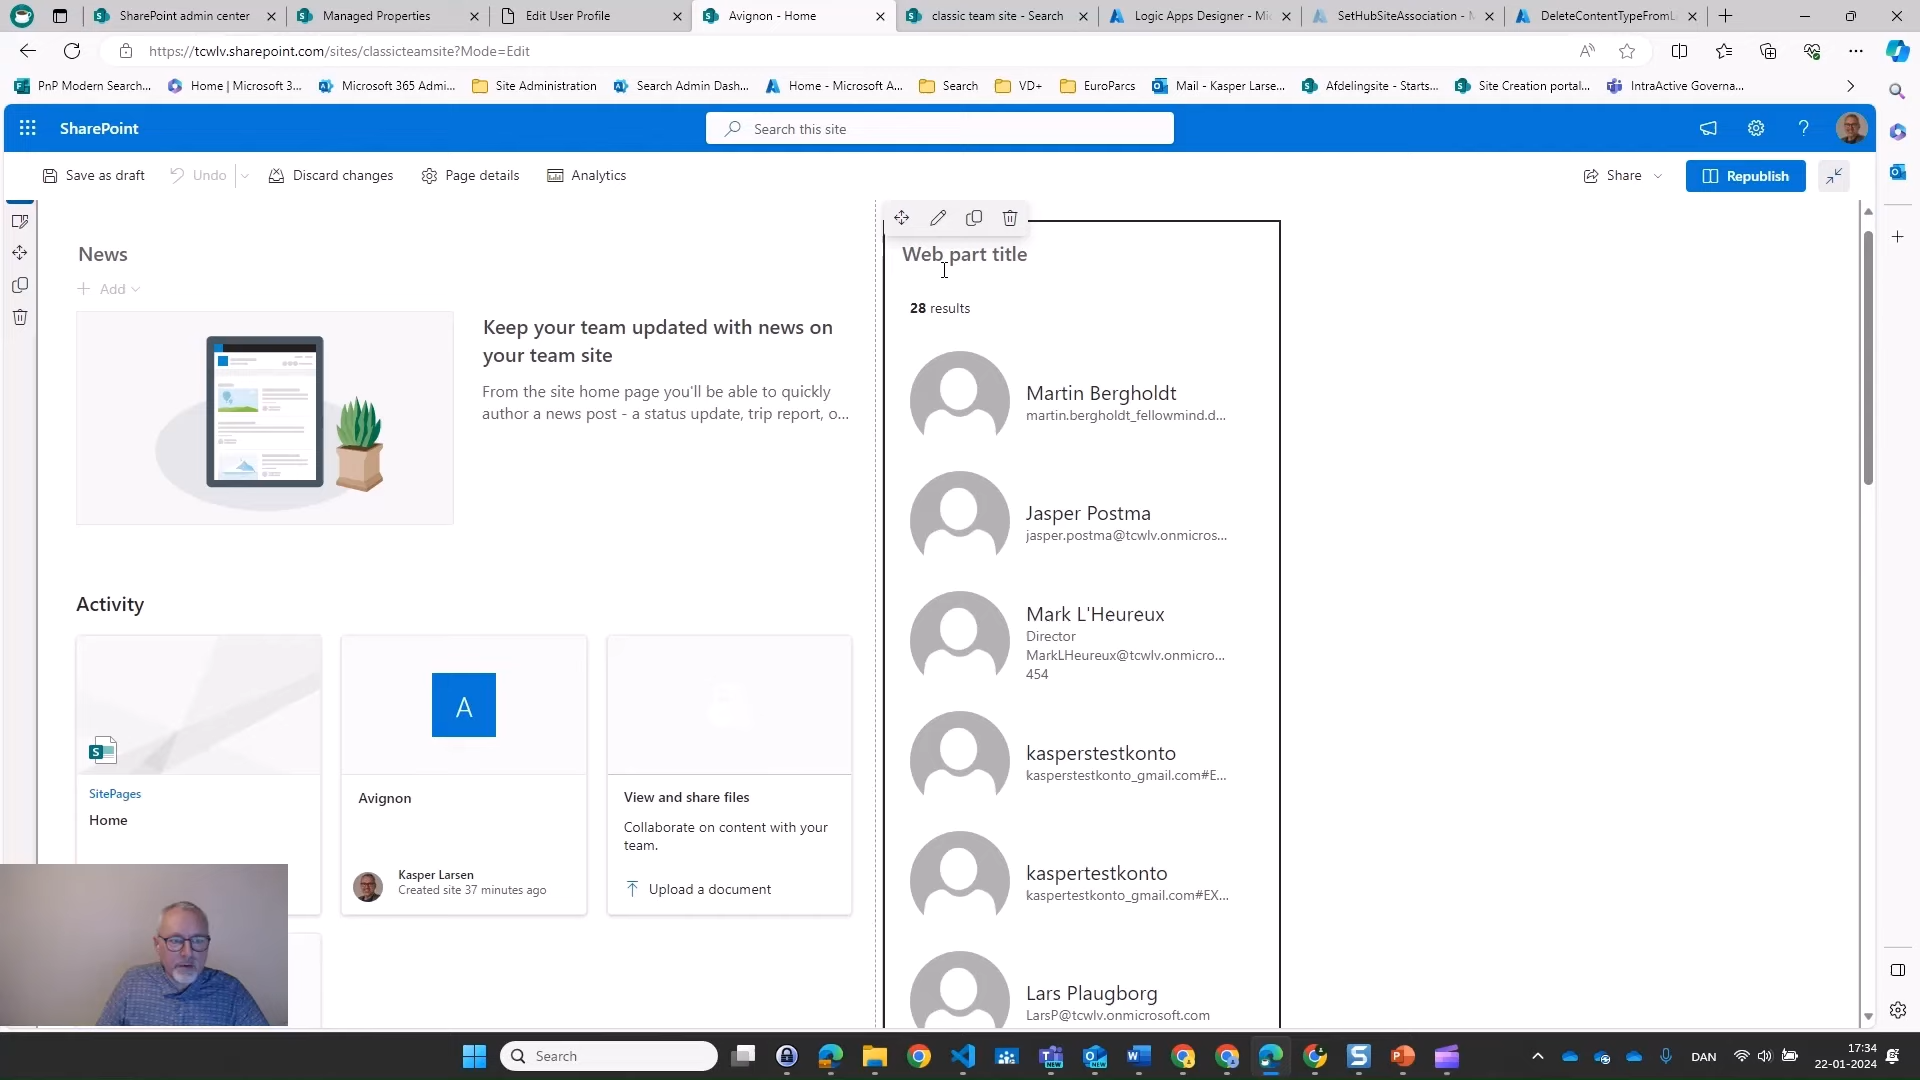 SharePoint admin center
Managed Properties
Edit User Profile
Avignon - Home
classic team site - Search
Logic Apps Designer - Mi
SetHubSiteAssociation - M
DeleteContentTypeFromL
https://tcwlv.sharepoint.com/sites/classicteamsite?Mode=Edit
PnP Modern Search...
Home | Microsoft 3...
Microsoft 365 Admi...
Site Administration
Search Admin Dash...
Home - Microsoft A...
Search
VD+
EuroParcs
Mail - Kasper Larse...
Afdelingsite - Starts...
Site Creation portal...
IntraActive Governa...
SharePoint
Search this site
Save as draft
Undo
Discard changes
Page details
Analytics
Share
Republish
News
Add
Keep your team updated with news on
your team site
From the site home page you'll be able to quickly
author a news post - a status update, trip report, o...
Activity
SitePages
Home
A
Avignon
Kasper Larsen
Created site 37 minutes ago
View and share files
Collaborate on content with your
team.
Upload a document
Web part title
28 results
Martin Bergholdt
martin.bergholdt_fellowmind.d...
Jasper Postma
jasper.postma@tcwlv.onmicros...
Mark L'Heureux
Director
MarkLHeureux@tcwlv.onmicro...
454
kasperstestkonto
kasperstestkonto_gmail.com#E...
kaspertestkonto
kaspertestkonto_gmail.com#EX...
Lars Plaugborg
LarsP@tcwlv.onmicrosoft.com
Search
DAN
17:34
22-01-2024